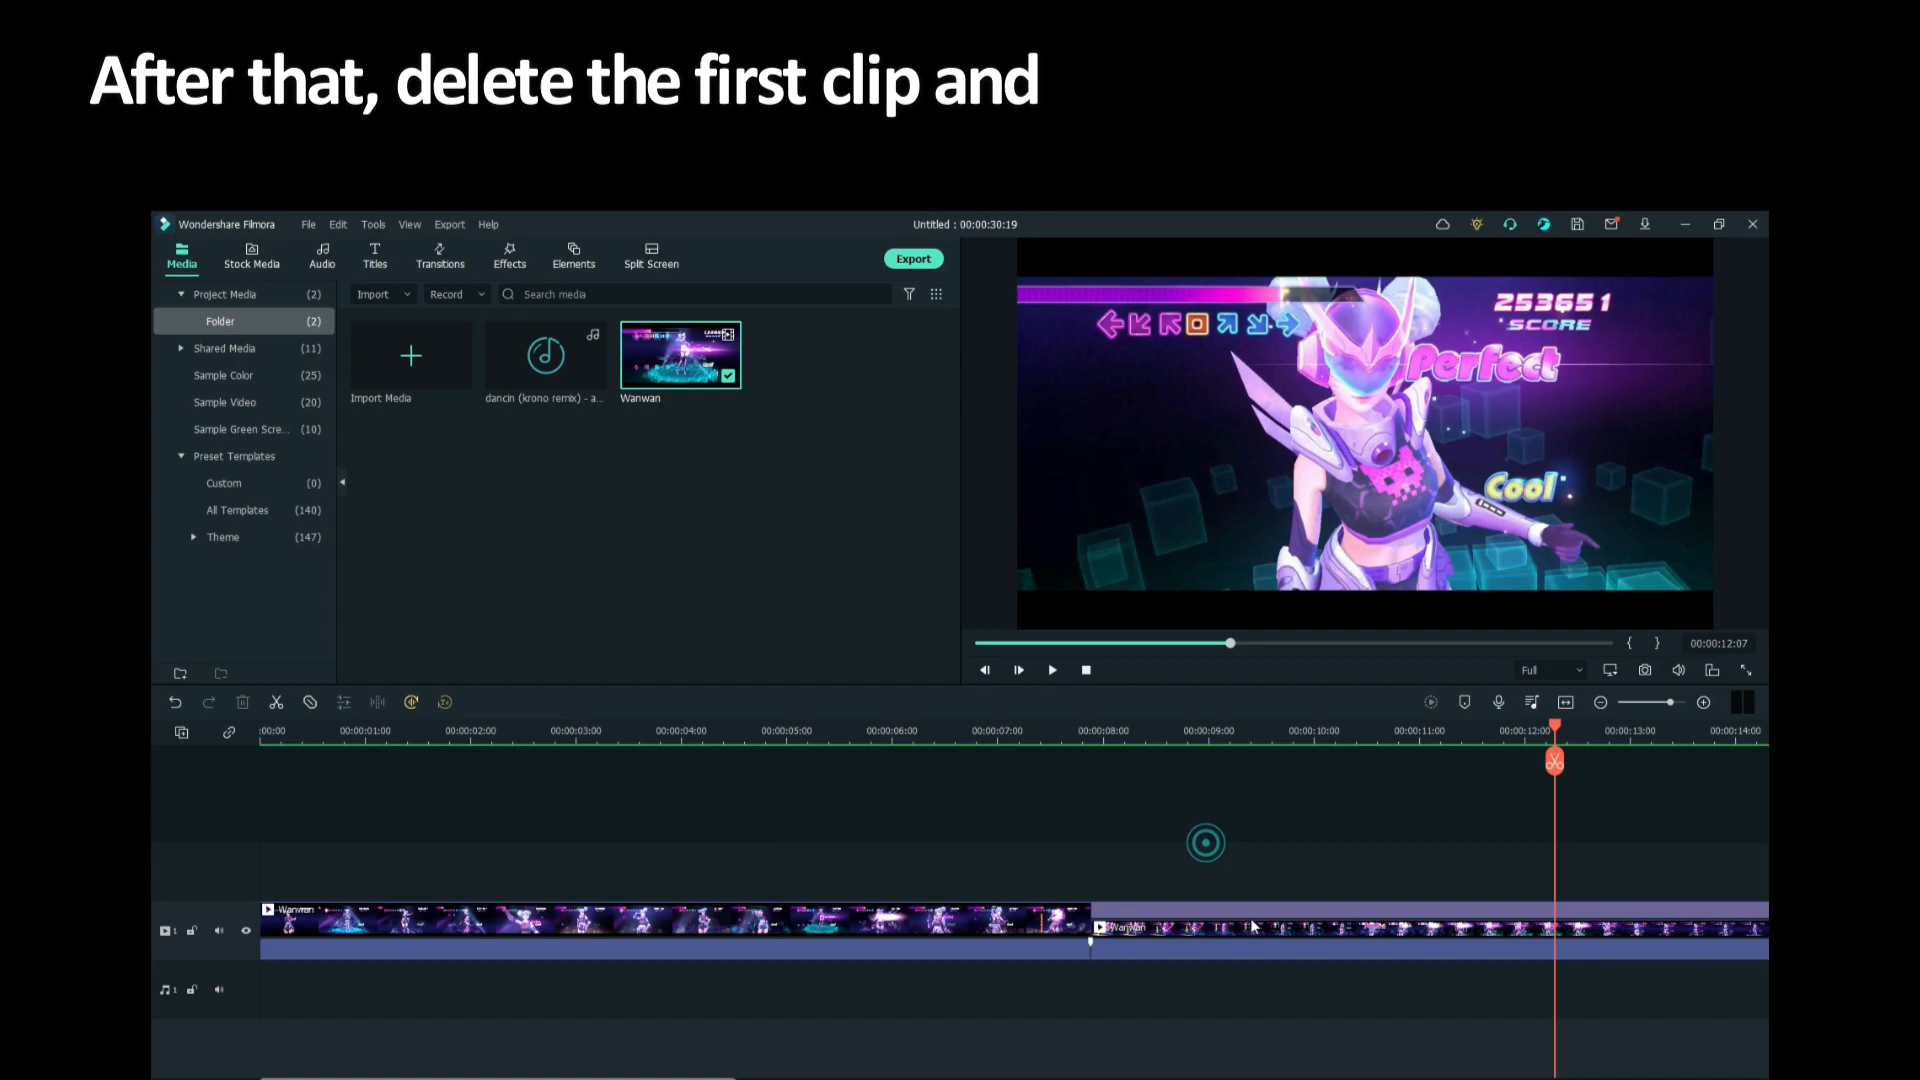 After that, delete the first clip and
Wondershare Filmora File Edit Tools View Export Help Untitled : 00:00:30:19
Media Stock Media Audio Titles Transitions Effects Elements Split Screen Export
Project Media (2) Import Record Search media
Folder (2)
Shared Media (11)
Sample Color (25)
Sample Video (20)
Sample Green Scre... (10)
Preset Templates
Custom (0)
All Templates (140)
Theme (147)
Import Media dancin (krono remix) - a... Wanwan
253651
SCORE
Perfect
Cool
00:00:12:07
Full
:00:00 00:00:01:00 00:00:02:00 00:00:03:00 00:00:04:00 00:00:05:00 00:00:06:00 00:00:07:00 00:00:08:00 00:00:09:00 00:00:10:00 00:00:11:00 00:00:12:00 00:00:13:00 00:00:14:00
Wanwan
Wanwan
1
1